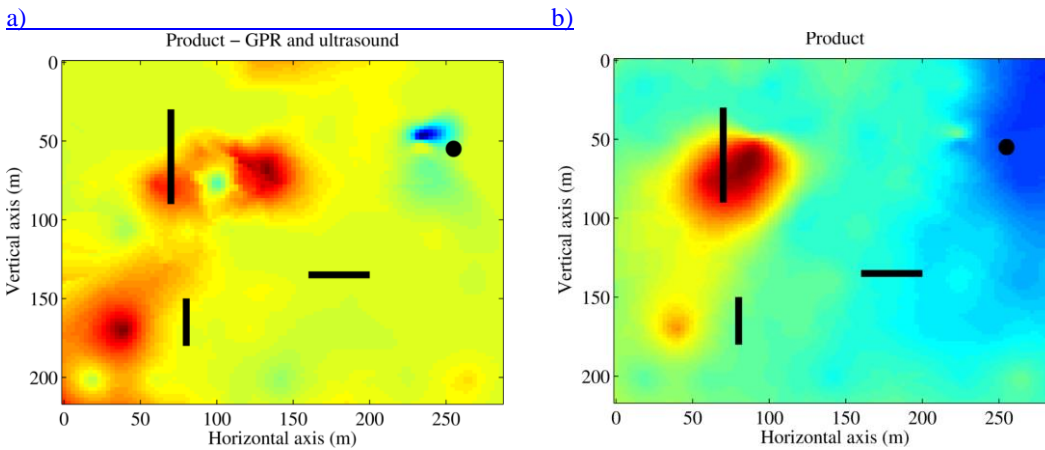 a) b)
Product – GPR and ultrasound
Product
0
50
100
150
200
Vertical axis (m)
0 50 100 150 200 250
Horizontal axis (m)
0
50
100
150
200
Vertical axis (m)
0 50 100 150 200 250
Horizontal axis (m)